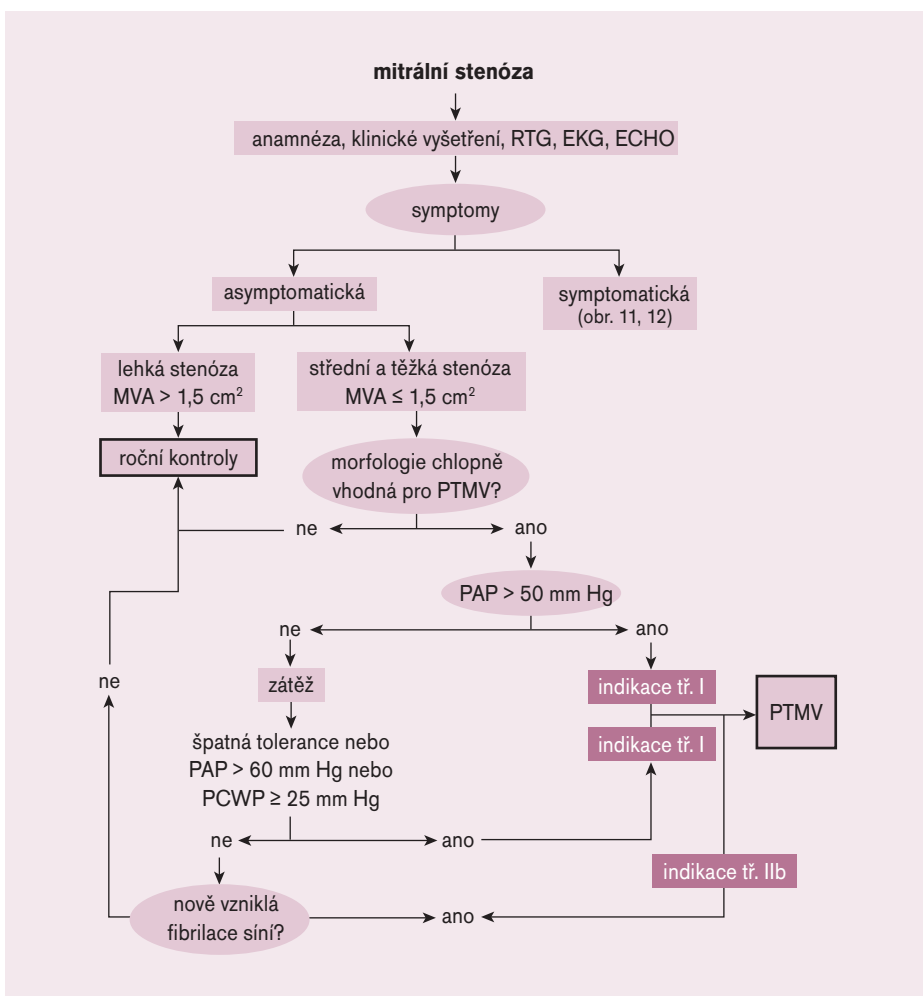 mitrální stenóza
anamnéza, klinické vyšetření, RTG, EKG, ECHO
symptomy
asymptomatická
symptomatická
(obr. 11, 12)
lehká stenóza
MVA > 1,5 cm²
střední a těžká stenóza
MVA ≤ 1,5 cm²
roční kontroly
morfologie chlopně
vhodná pro PTMV?
ne
ano
PAP > 50 mm Hg
ne
ano
ne
zátěž
indikace tř. I
PTMV
indikace tř. I
špatná tolerance nebo
PAP > 60 mm Hg nebo
PCWP ≥ 25 mm Hg
ne
ano
indikace tř. IIb
nově vzniklá
fibrilace síní?
ano